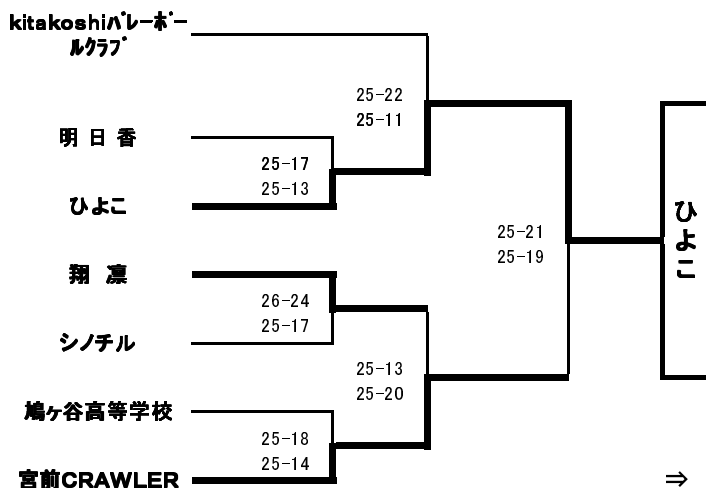 kitakoshiバレーボー
ルクラブ
25-22
25-11
明日香
25-17
25-13
ひよこ
ひよこ
25-21
25-19
翔 凛
26-24
25-17
シノチル
25-13
25-20
鳩ヶ谷高等学校
25-18
25-14
宮前CRAWLER
⇒